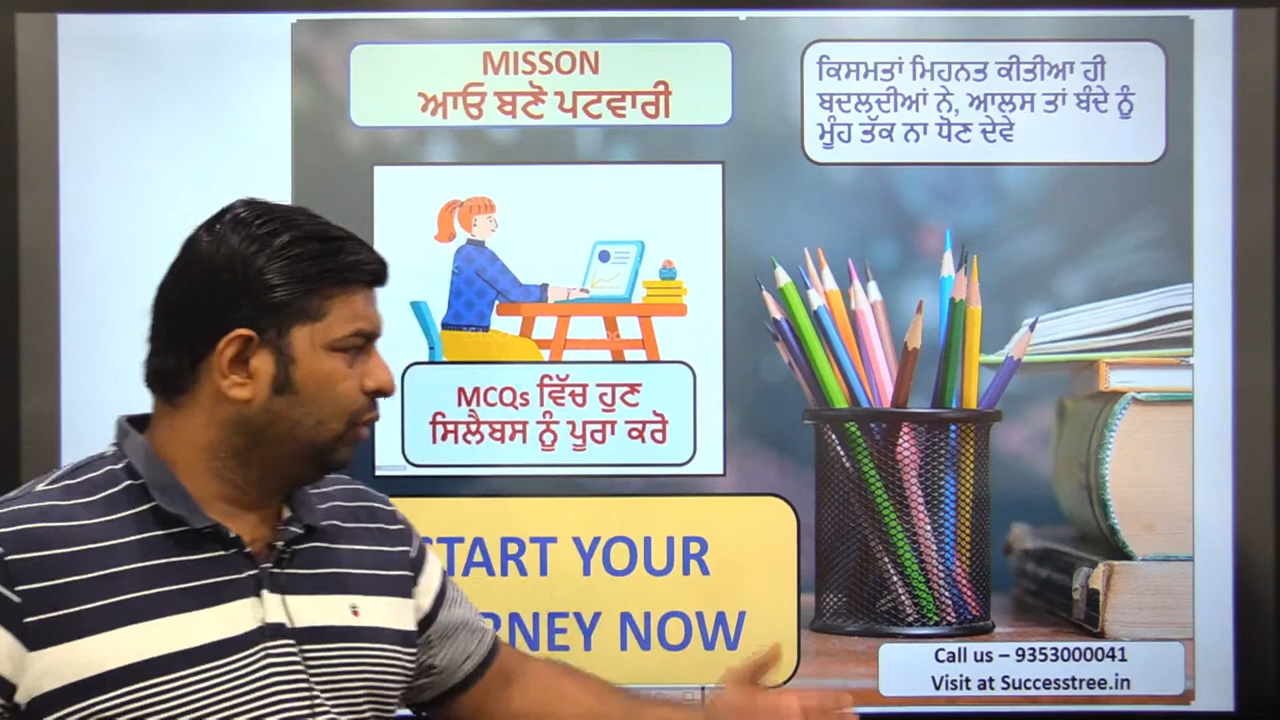 MISSON
ਆਓ ਬਣੋ ਪਟਵਾਰੀ
ਕਿਸਮਤਾਂ ਮਿਹਨਤ ਕੀਤੀਆ ਹੀ
ਬਦਲਦੀਆਂ ਨੇ, ਆਲਸ ਤਾਂ ਬੰਦੇ ਨੂੰ
ਮੂੰਹ ਤੱਕ ਨਾ ਧੋਣ ਦੇਵੇ
MCQs ਵਿੱਚ ਹੁਣ
ਸਿਲੈਬਸ ਨੂੰ ਪੂਰਾ ਕਰੋ
START YOUR
RNEY NOW
Call us – 9353000041
Visit at Successtree.in